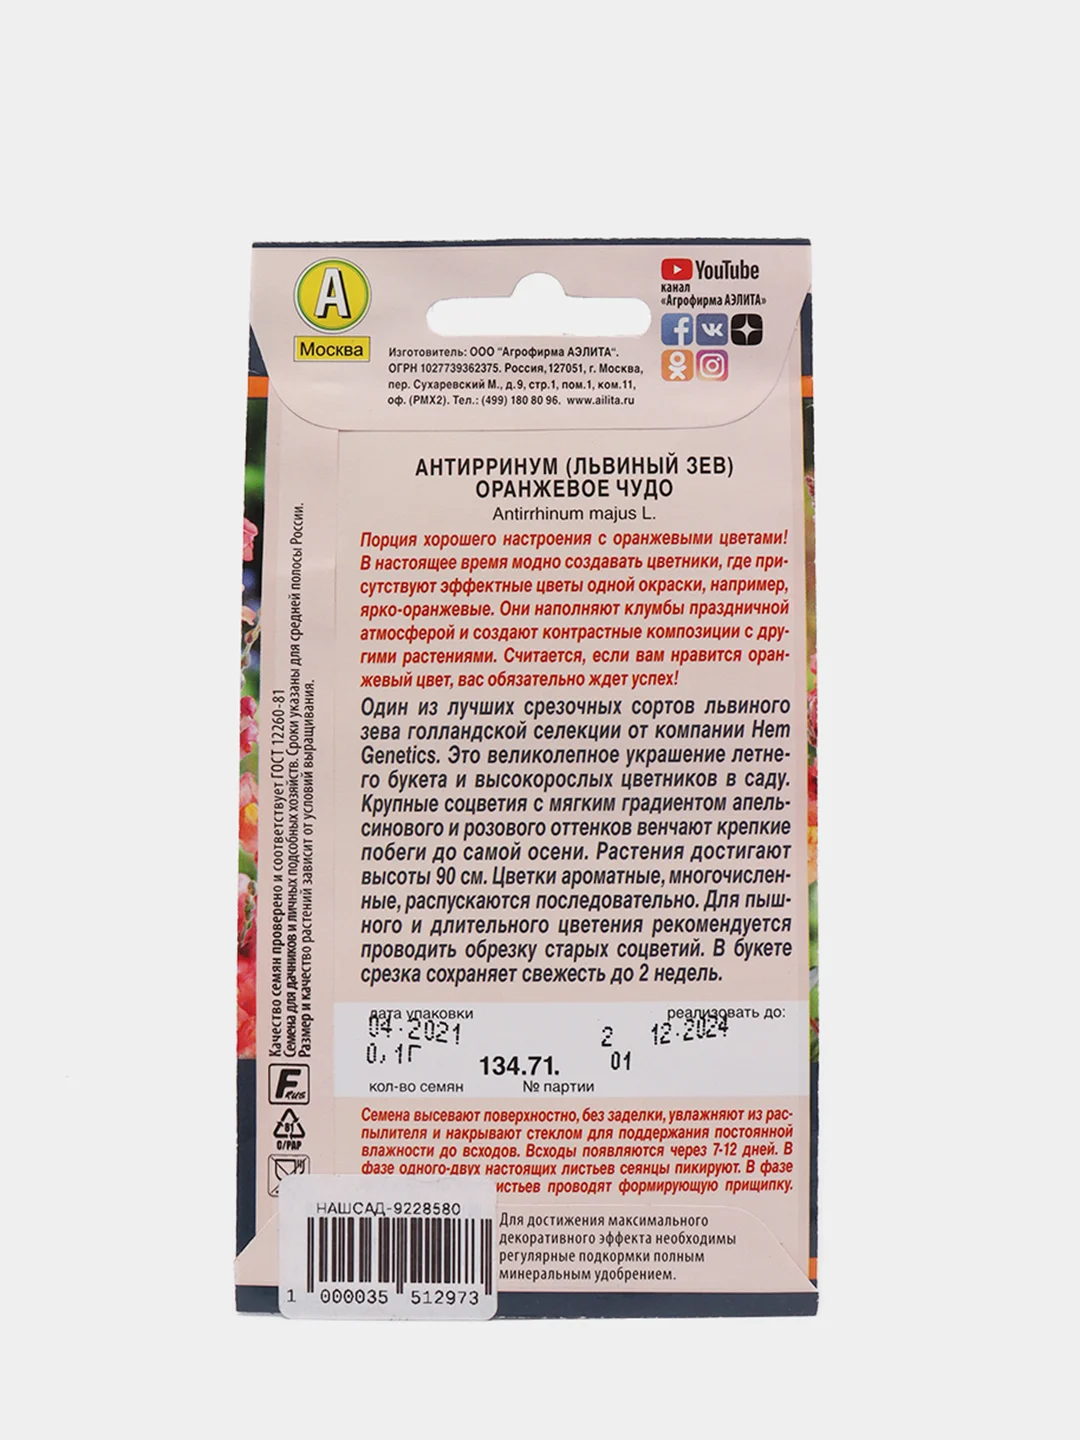 А
Москва
YouTube
канал
«Агрофирма АЭЛИТА»
Изготовитель: ООО "Агрофирма АЭЛИТА".
ОГРН 1027739362375. Россия,127051, г. Москва,
пер. Сухаревский М., д.9, стр.1, пом.1, ком.11,
оф. (РМХ2). Тел.: (499) 180 80 96. www.ailita.ru
АНТИРРИНУМ (ЛЬВИНЫЙ ЗЕВ)
ОРАНЖЕВОЕ ЧУДО
Antirrhinum majus L.
Порция хорошего настроения с оранжевыми цветами!
В настоящее время модно создавать цветники, где при-
сутствуют эффектные цветы одной окраски, например,
ярко-оранжевые. Они наполняют клумбы праздничной
атмосферой и создают контрастные композиции с дру-
гими растениями. Считается, если вам нравится оран-
жевый цвет, вас обязательно ждет успех!
Один из лучших срезочных сортов львиного
зева голландской селекции от компании Hem
Genetics. Это великолепное украшение летне-
го букета и высокорослых цветников в саду.
Крупные соцветия с мягким градиентом апель-
синового и розового оттенков венчают крепкие
побеги до самой осени. Растения достигают
высоты 90 см. Цветки ароматные, многочислен-
ные, распускаются последовательно. Для пыш-
ного и длительного цветения рекомендуется
проводить обрезку старых соцветий. В букете
срезка сохраняет свежесть до 2 недель.
Качество семян проверено и соответствует ГОСТ 12260-81
Семена для дачников и личных подсобных хозяйств. Сроки указаны для средней полосы России.
Размер и качество растений зависит от условий выращивания.
дата упаковки
реализовать до:
04.2021
2
12.2024
0,1Г
134.71.
01
кол-во семян
№ партии
F RUS
81
C/PAP
Семена высевают поверхностно, без заделки, увлажняют из рас-
пылителя и накрывают стеклом для поддержания постоянной
влажности до всходов. Всходы появляются через 7-12 дней. В
фазе одного-двух настоящих листьев сеянцы пикируют. В фазе
истьев проводят формирующую прищипку.
НАШСАД-9228580
1 000035 512973
Для достижения максимального
декоративного эффекта необходимы
регулярные подкормки полным
минеральным удобрением.